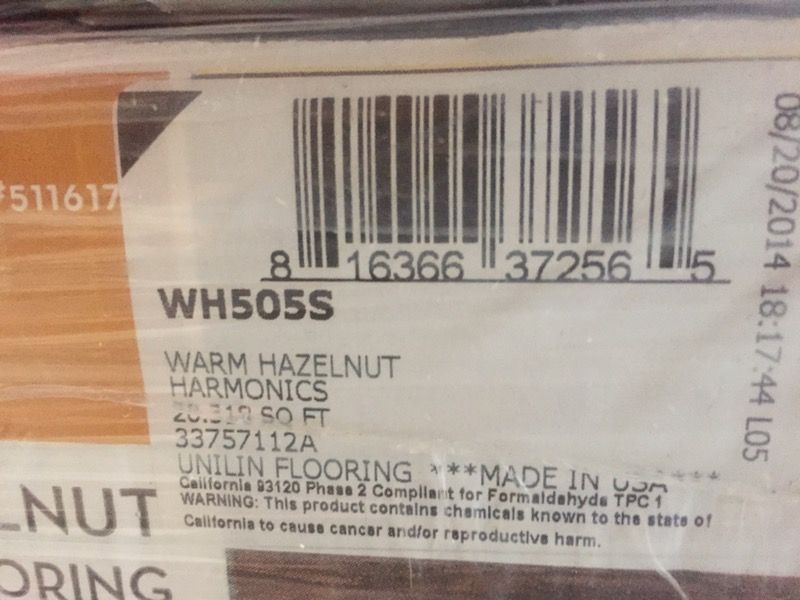 #511617
8 16366 37256 5
WH505S
WARM HAZELNUT
HARMONICS
SQ FT
33757112A
UNILIN FLOORING ***MADE IN USA****
California 93120 Phase 2 Compliant for Formaldehyde TPC 1
WARNING: This product contains chemicals known to the state of
California to cause cancer and/or reproductive harm.
LNUT
ORING
08/20/2014 18:17:44 L05